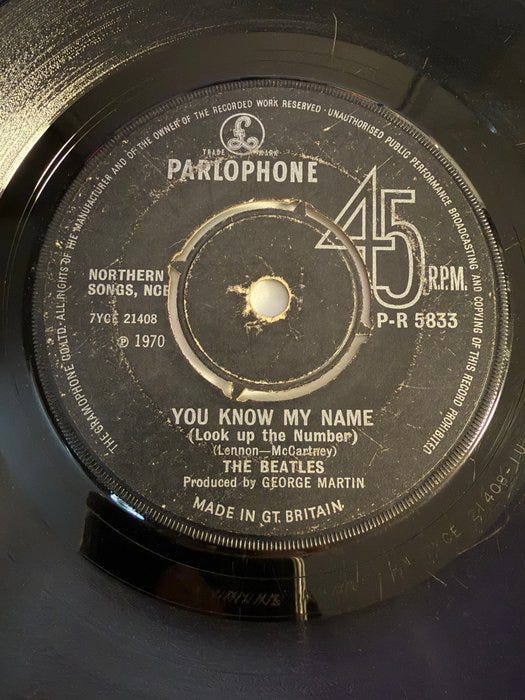 THE GRAMOPHONE CO. LTD. · ALL RIGHTS OF THE MANUFACTURER AND OF THE OWNER OF THE RECORDED WORK RESERVED · UNAUTHORISED PUBLIC PERFORMANCE BROADCASTING AND COPYING OF THIS RECORD PROHIBITED
£
TRADE MARK
PARLOPHONE
45
R.P.M.
NORTHERN
SONGS, NCB
7YCE 21408
P-R 5833
℗ 1970
YOU KNOW MY NAME
(Look up the Number)
(Lennon—McCartney)
THE BEATLES
Produced by GEORGE MARTIN
MADE IN GT. BRITAIN
CE 21408-1U